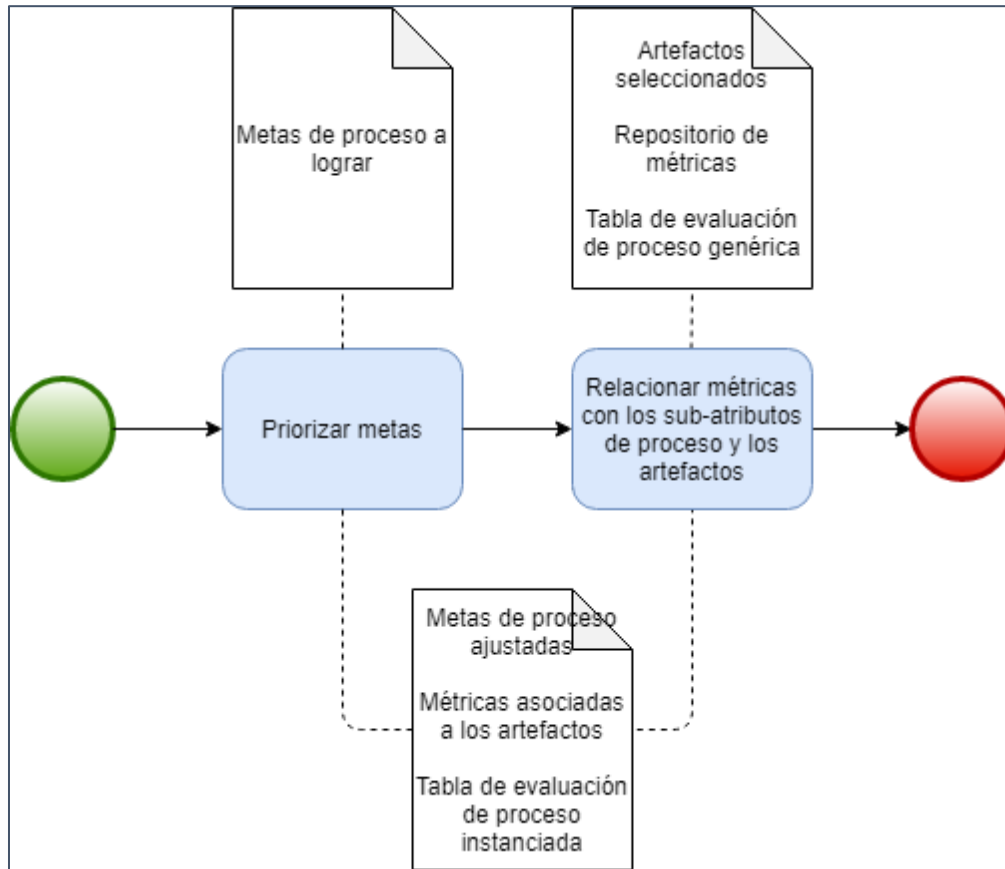 Metas de proceso a
lograr
Artefactos
seleccionados
Repositorio de
métricas
Tabla de evaluación
de proceso genérica
Priorizar metas
Relacionar métricas
con los sub-atributos
de proceso y los
artefactos
Metas de proceso
ajustadas
Métricas asociadas
a los artefactos
Tabla de evaluación
de proceso
instanciada